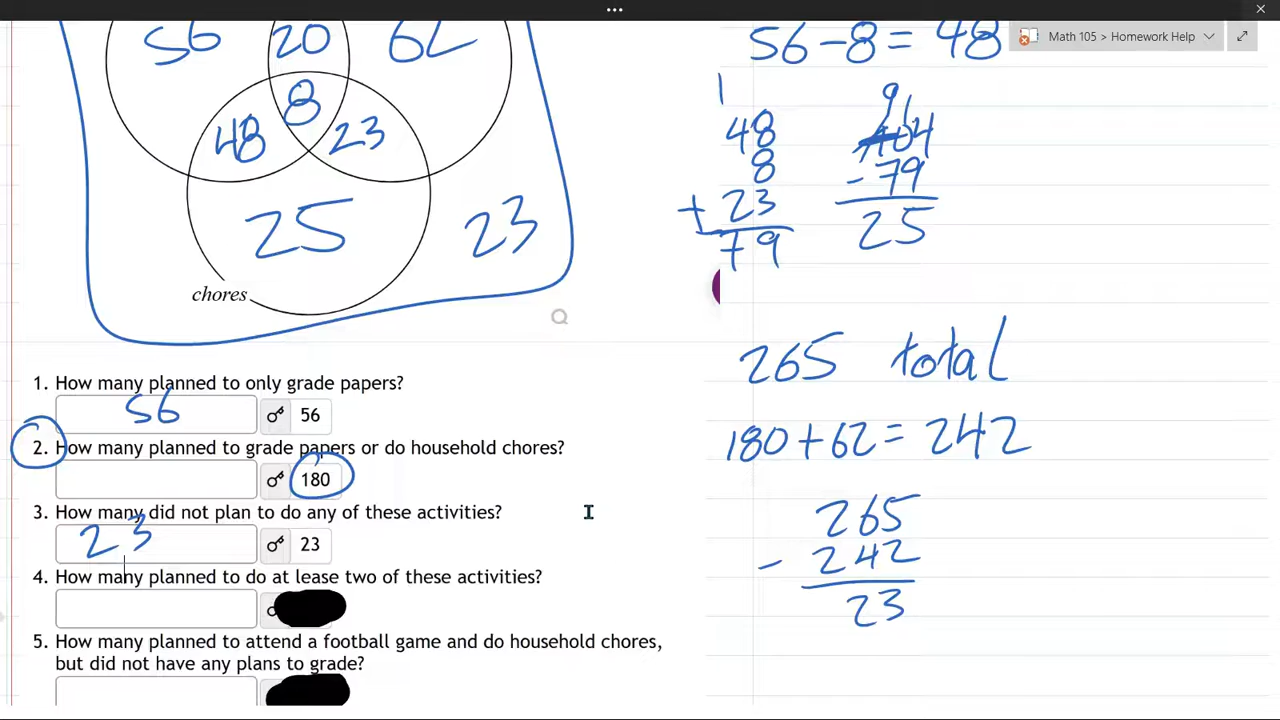 Math 105 > Homework Help
56 20 62
8
48 23
25 23
chores
56-8=48
1
48
8
+23
79
9 1
104
-79
25
265 total
180+62=242
265
-242
23
1. How many planned to only grade papers?
56 56
2. How many planned to grade papers or do household chores?
180
3. How many did not plan to do any of these activities?
23 23
4. How many planned to do at lease two of these activities?
5. How many planned to attend a football game and do household chores,
but did not have any plans to grade?